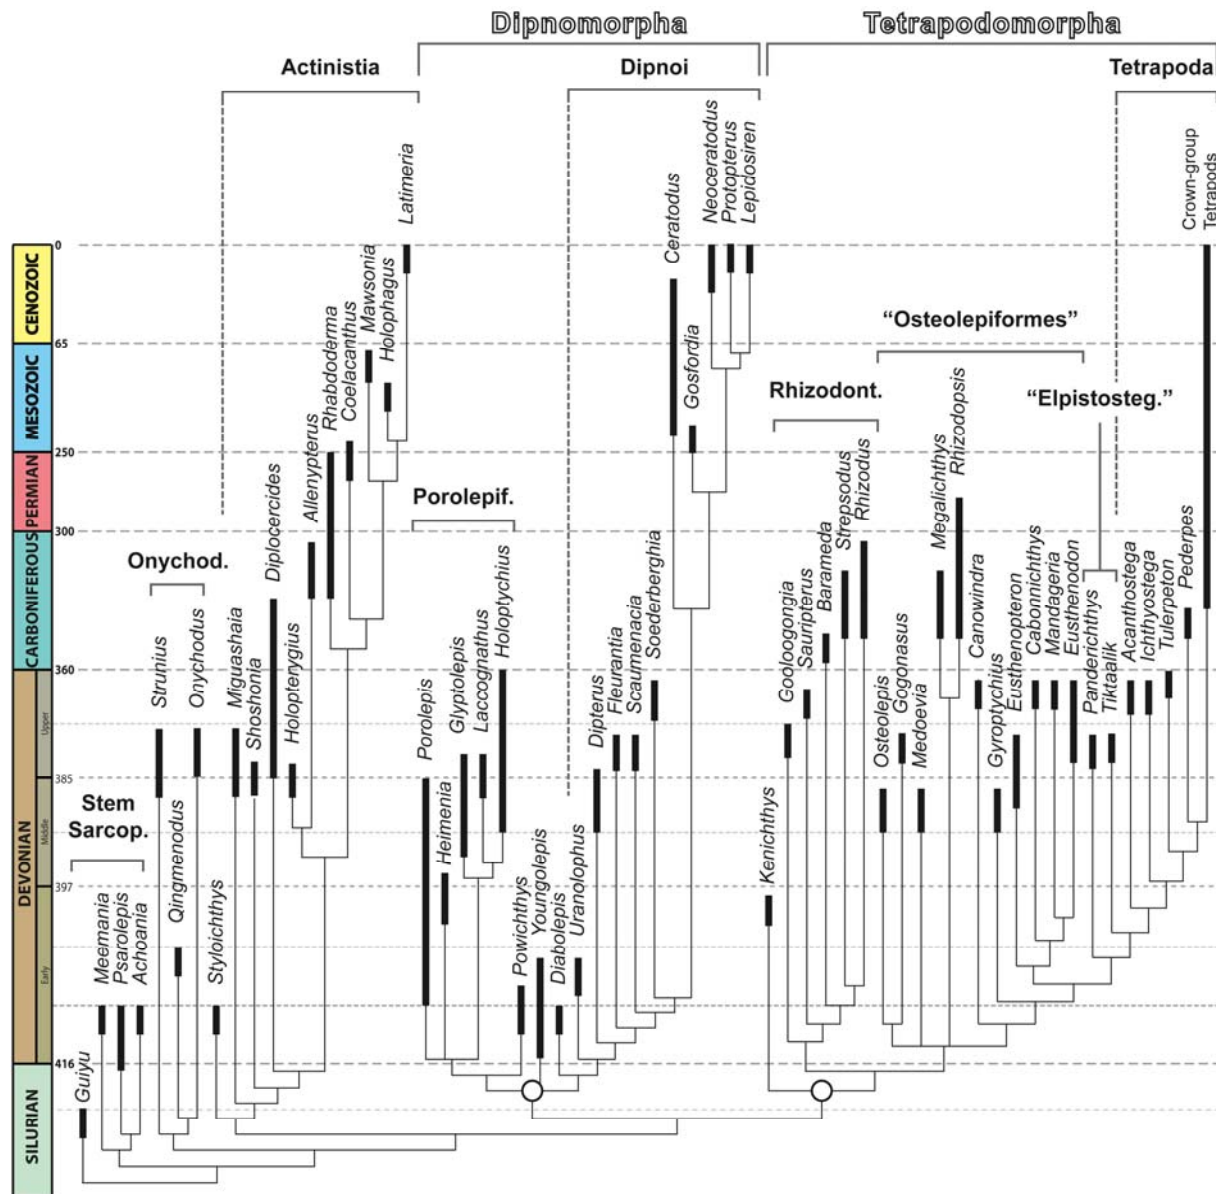 Dipnomorpha
Tetrapodomorpha
Actinistia
Dipnoi
Tetrapoda
Latimeria
Neoceratodus
Protopterus
Lepidosiren
Crown-group
Tetrapods
Ceratodus
Mawsonia
Holophagus
Rhabdoderma
Coelacanthus
Allenypterus
Gosfordia
"Osteolepiformes"
Rhizodont.
"Elpistosteg."
Porolepif.
Onychod.
Diplocercides
Strepsodus
Rhizodus
Megalichthys
Rhizodopsis
Strunius
Onychodus
Miguashaia
Shoshonia
Holopterygius
Porolepis
Heimenia
Glyptolepis
Laccognathus
Holoptychius
Dipterus
Fleurantia
Scaumenacia
Soederberghia
Gooloogongia
Sauripterus
Barameda
Osteolepis
Gogonasus
Medoevia
Canowindra
Gyroptychius
Eusthenopteron
Cabonnichthys
Mandageria
Eusthenodon
Panderichthys
Tiktaalik
Acanthostega
Ichthyostega
Tulerpeton
Pederpes
Stem
Sarcop.
Guiyu
Meemania
Psarolepis
Achoania
Qingmenodus
Styloichthys
Powichthys
Youngolepis
Diabolepis
Uranolophus
Kenichthys
CENOZOIC
MESOZOIC
PERMIAN
CARBONIFEROUS
DEVONIAN
Upper
Middle
Early
SILURIAN
0
65
250
300
360
385
397
416